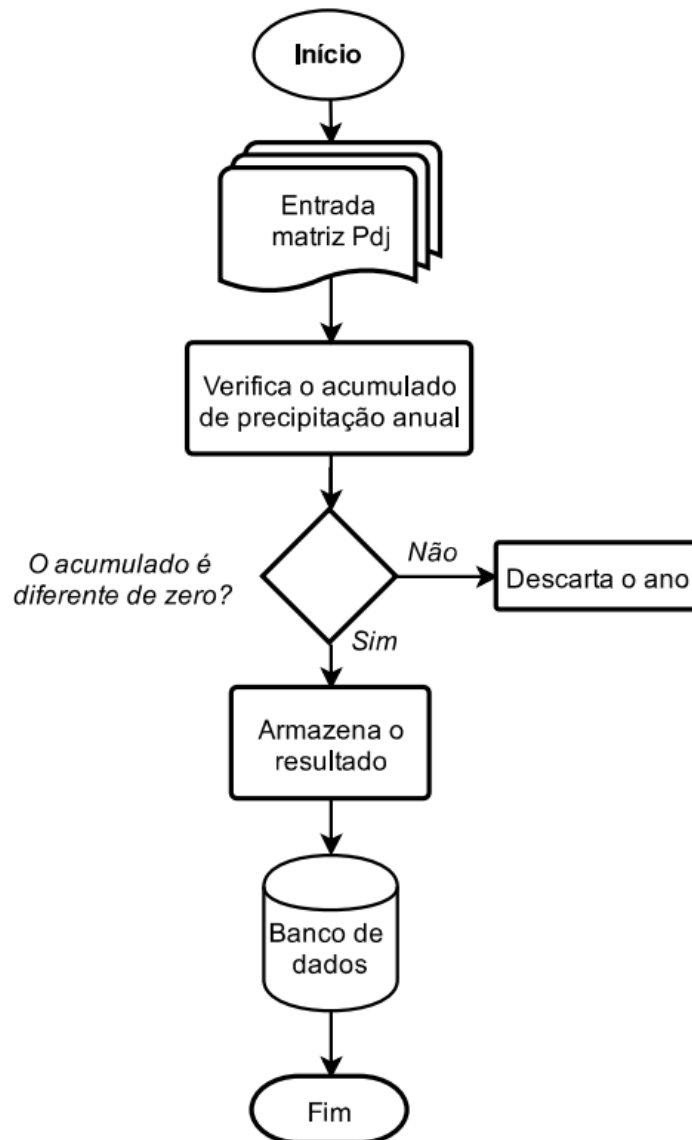 Início
Entrada
matriz Pdj
Verifica o acumulado
de precipitação anual
O acumulado é
diferente de zero?
Não
Descarta o ano
Sim
Armazena o
resultado
Banco de
dados
Fim